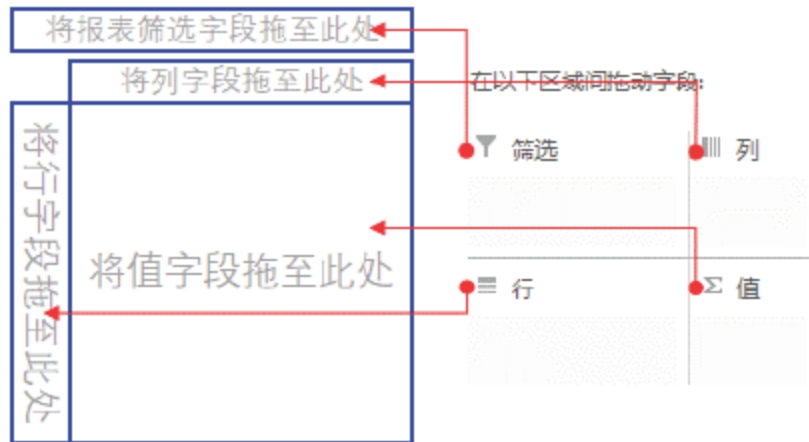 将报表筛选字段拖至此处
将列字段拖至此处
将行字段拖至此处
将值字段拖至此处
在以下区域间拖动字段:
筛选
列
行
Σ 值